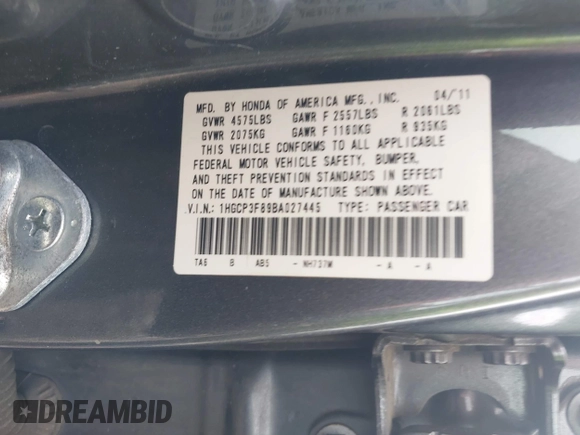 MFD. BY HONDA OF AMERICA MFG., INC. 04/'11
GVWR 4575LBS GAWR F 2557LBS R 2061LBS
GVWR 2075KG GAWR F 1160KG R 935KG
THIS VEHICLE CONFORMS TO ALL APPLICABLE
FEDERAL MOTOR VEHICLE SAFETY, BUMPER,
AND THEFT PREVENTION STANDARDS IN EFFECT
ON THE DATE OF MANUFACTURE SHOWN ABOVE.
V.I.N.: 1HGCP3F89BA027445 TYPE: PASSENGER CAR
TA6 B AB5 - NH737M - A - A
DREAMBID